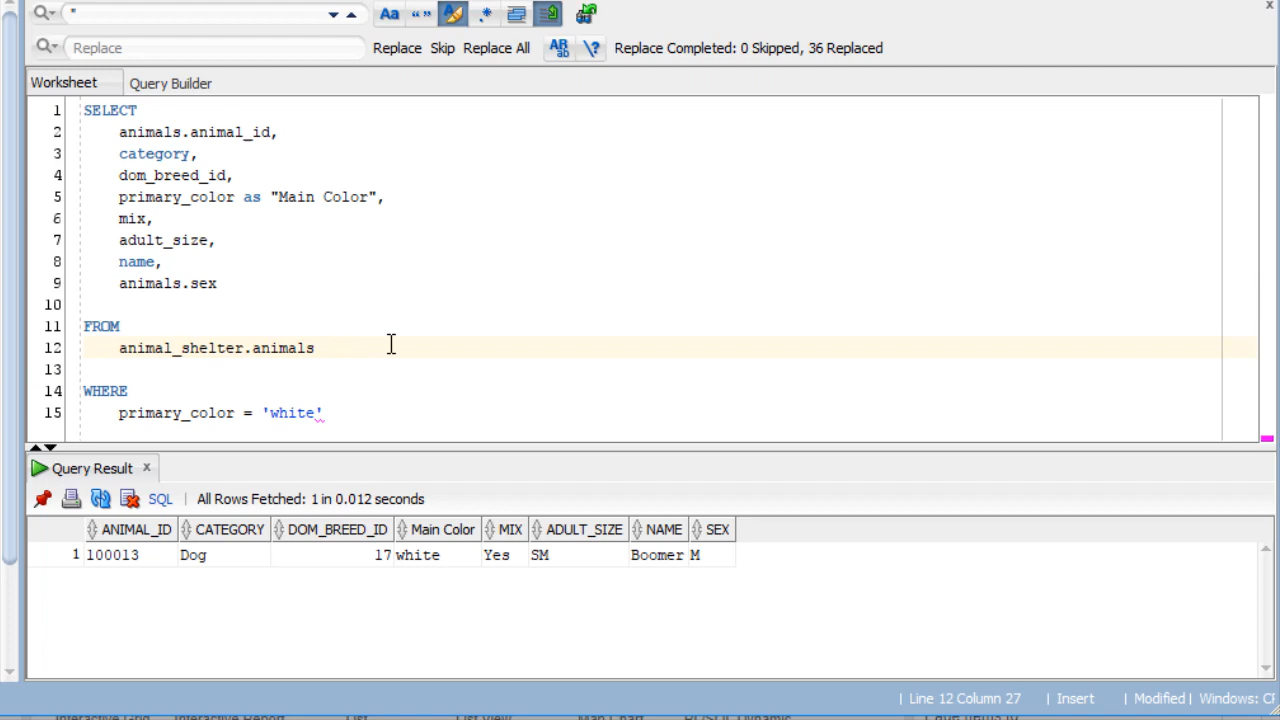 "
Aa “”
.*
Replace Replace Skip Replace All AB \? Replace Completed: 0 Skipped, 36 Replaced
Worksheet Query Builder
1 SELECT
2 animals.animal_id,
3 category,
4 dom_breed_id,
5 primary_color as "Main Color",
6 mix,
7 adult_size,
8 name,
9 animals.sex
10
11 FROM
12 animal_shelter.animals
13
14 WHERE
15 primary_color = 'white'
Query Result x
SQL All Rows Fetched: 1 in 0.012 seconds
ANIMAL_ID CATEGORY DOM_BREED_ID Main Color MIX ADULT_SIZE NAME SEX
1 100013 Dog 17 white Yes SM Boomer M
| Line 12 Column 27 | Insert | Modified | Windows: